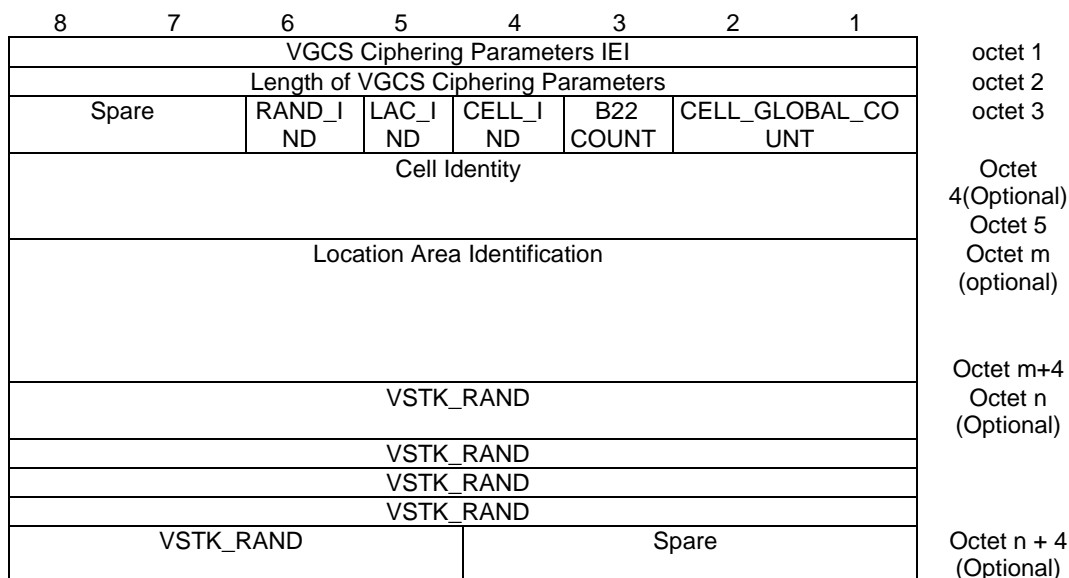 8 7 6 5 4 3 2 1
VGCS Ciphering Parameters IEI octet 1
Length of VGCS Ciphering Parameters octet 2
Spare RAND_I LAC_I CELL_I B22 CELL_GLOBAL_CO octet 3
ND ND ND COUNT UNT
Cell Identity Octet
4(Optional)
Octet 5
Location Area Identification Octet m
(optional)
Octet m+4
VSTK_RAND Octet n
(Optional)
VSTK_RAND
VSTK_RAND
VSTK_RAND
VSTK_RAND Spare Octet n + 4
(Optional)